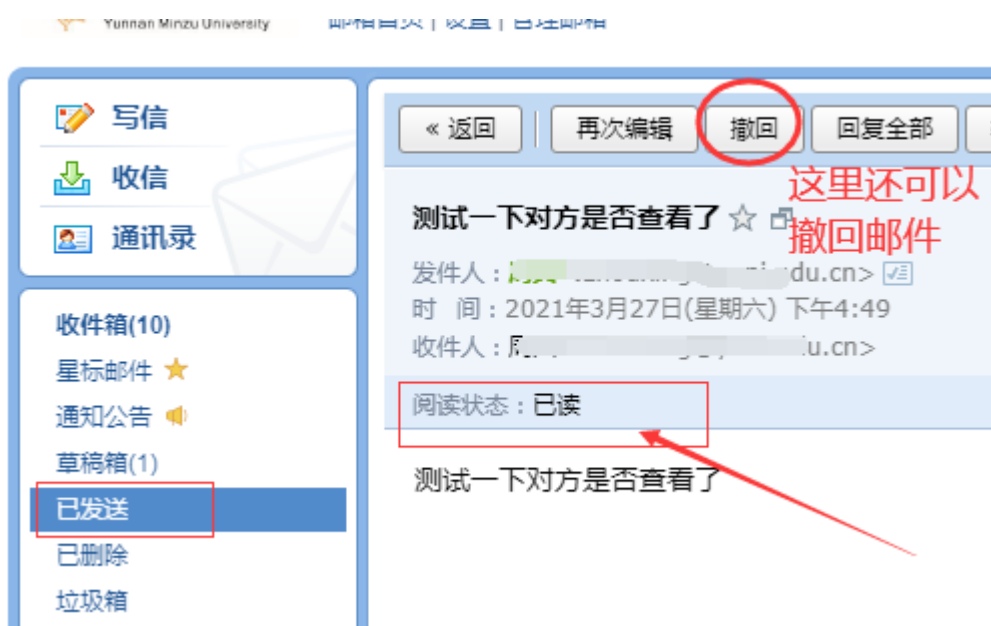 Yunnan Minzu University
邮箱首页 | 设置 | 管理邮箱
写信
收信
通讯录
收件箱(10)
星标邮件
通知公告
草稿箱(1)
已发送
已删除
垃圾箱
« 返回 再次编辑 撤回 回复全部
这里还可以
撤回邮件
测试一下对方是否查看了
发件人： du.cn>
时 间：2021年3月27日(星期六) 下午4:49
收件人： u.cn>
阅读状态：已读
测试一下对方是否查看了